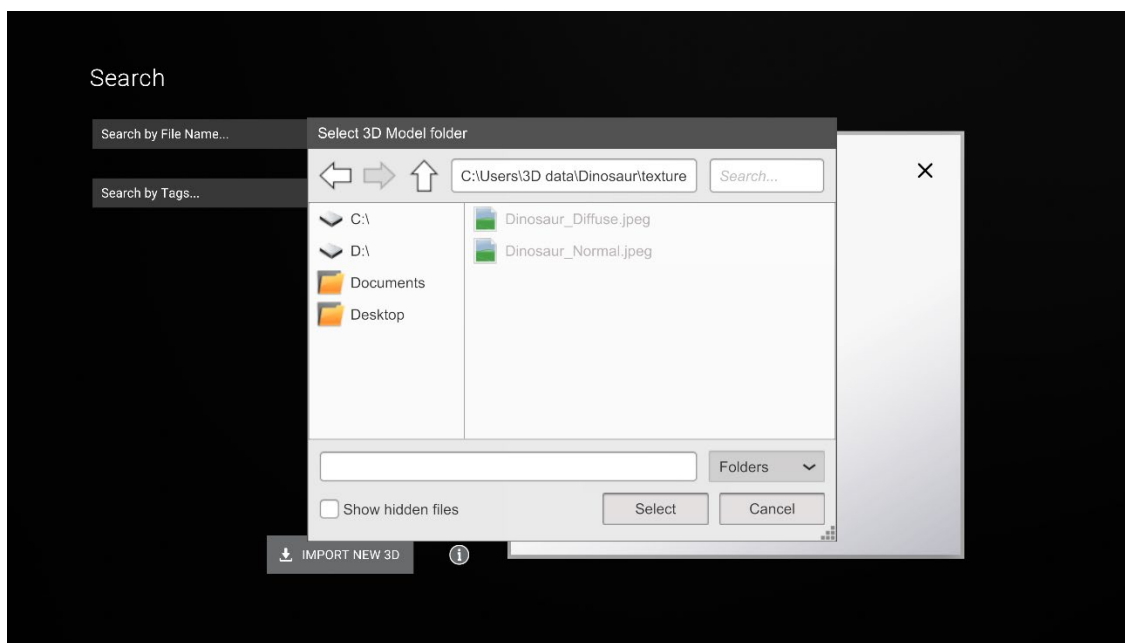 Search
Search by File Name...
Search by Tags...
Select 3D Model folder
C:\Users\3D data\Dinosaur\texture
Search...
C:\
D:\
Documents
Desktop
Dinosaur_Diffuse.jpeg
Dinosaur_Normal.jpeg
Folders
Show hidden files
Select
Cancel
IMPORT NEW 3D
i